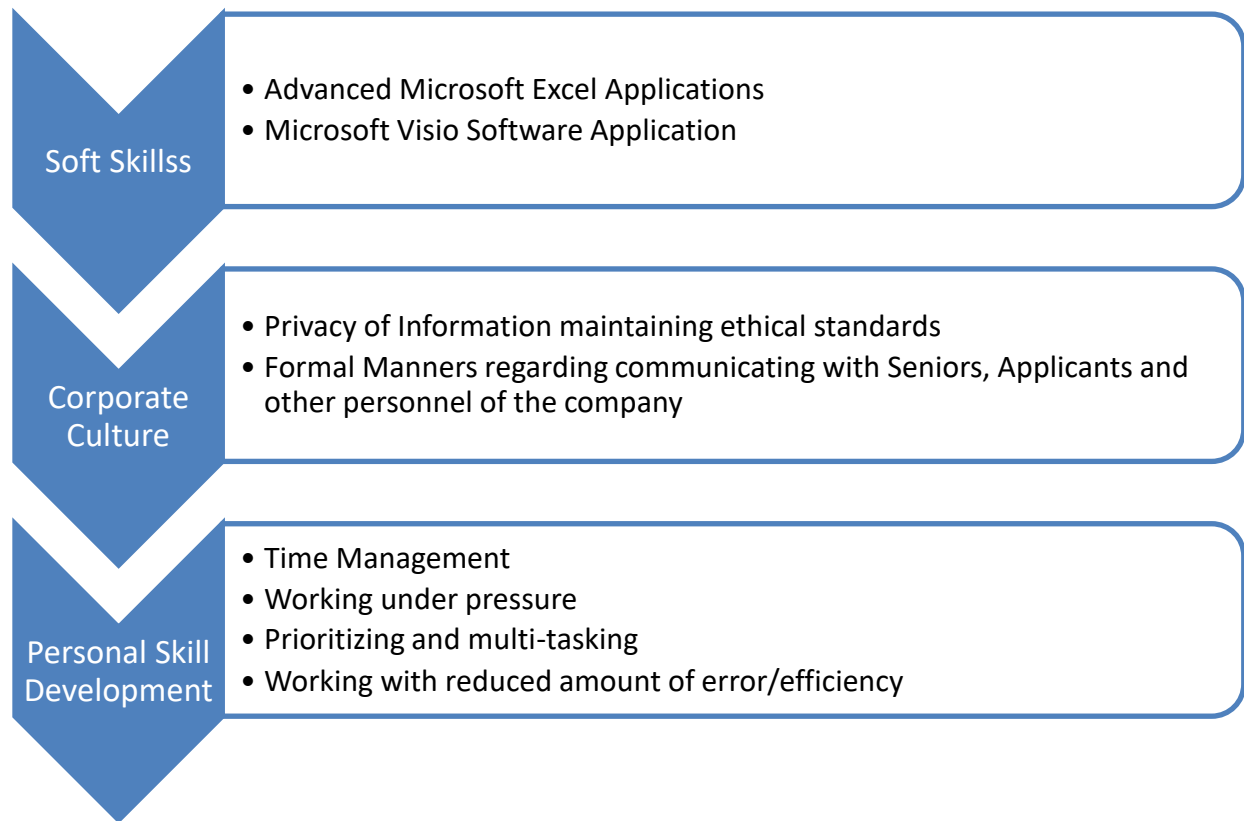 Soft Skillss
• Advanced Microsoft Excel Applications
• Microsoft Visio Software Application
Corporate
Culture
• Privacy of Information maintaining ethical standards
• Formal Manners regarding communicating with Seniors, Applicants and
other personnel of the company
Personal Skill
Development
• Time Management
• Working under pressure
• Prioritizing and multi-tasking
• Working with reduced amount of error/efficiency